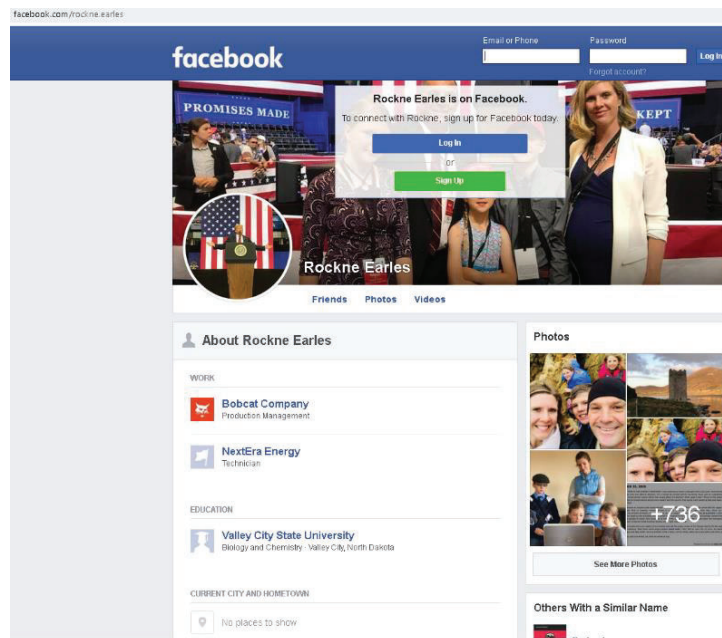 facebook.com/rockne.earles
facebook
Email or Phone
Password
Log In
Forgot account?
PROMISES MADE
KEPT
Rockne Earles is on Facebook.
To connect with Rockne, sign up for Facebook today.
Log In
or
Sign Up
Rockne Earles
Friends Photos Videos
About Rockne Earles
WORK
Bobcat Company
Production Management
NextEra Energy
Technician
EDUCATION
Valley City State University
Biology and Chemistry · Valley City, North Dakota
CURRENT CITY AND HOMETOWN
No places to show
Photos
+736
See More Photos
Others With a Similar Name